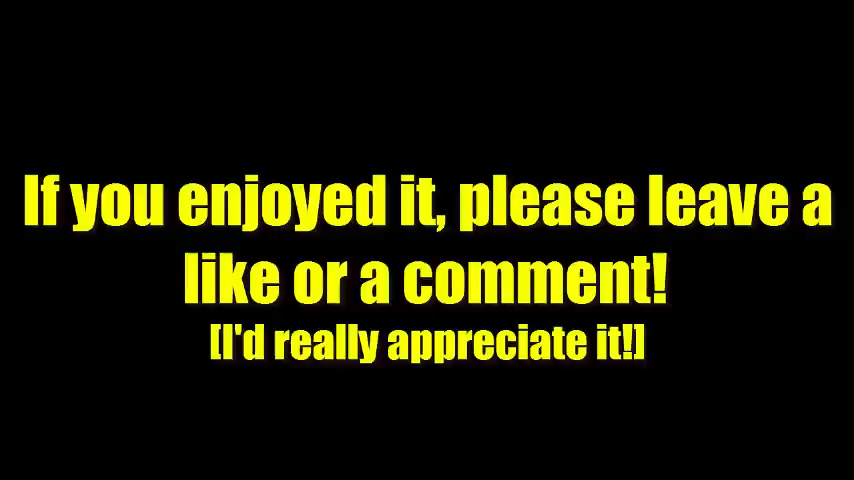 If you enjoyed it, please leave a
like or a comment!
[I'd really appreciate it!]